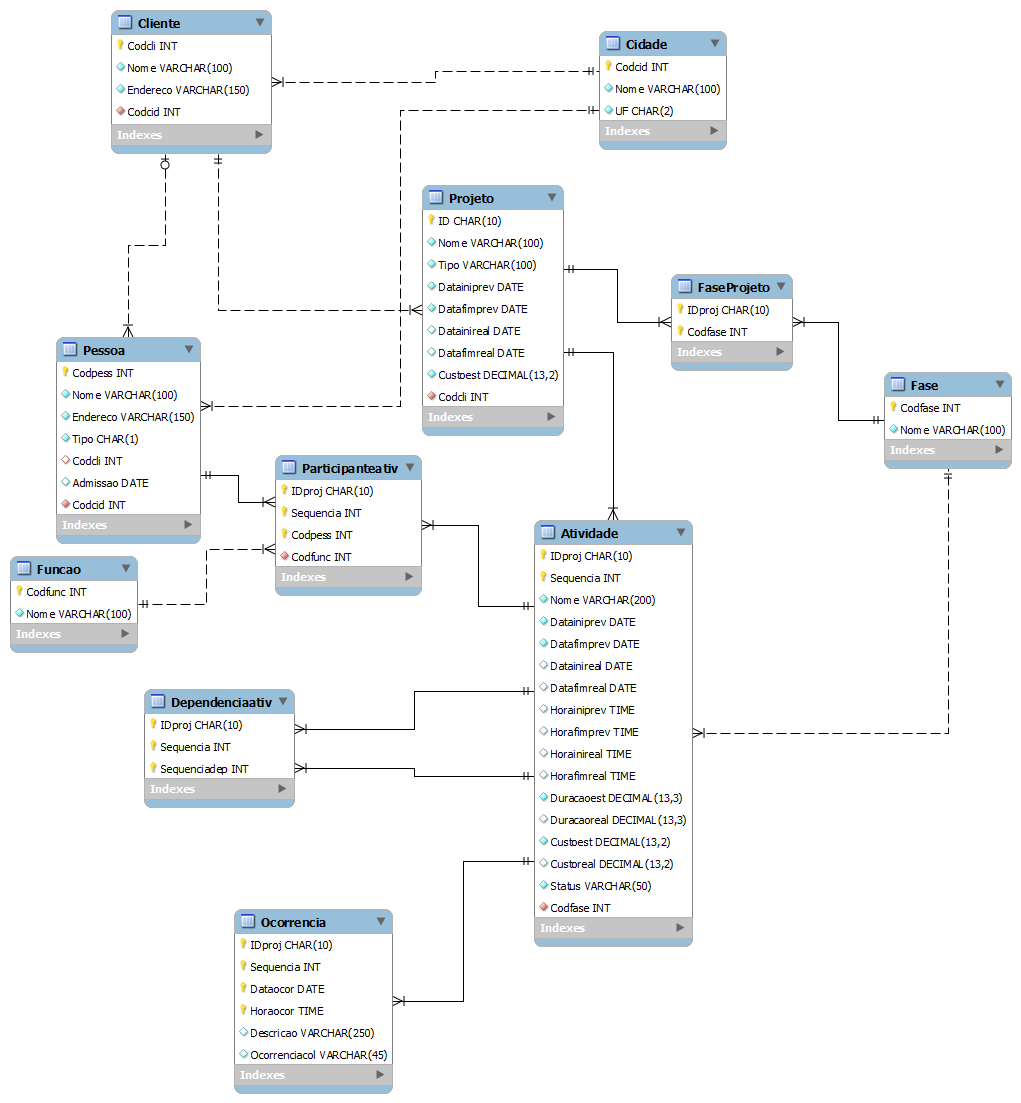 Cliente
Codcli INT
Nome VARCHAR(100)
Endereco VARCHAR(150)
Codcid INT
Indexes
Cidade
Codcid INT
Nome VARCHAR(100)
UF CHAR(2)
Indexes
Projeto
ID CHAR(10)
Nome VARCHAR(100)
Tipo VARCHAR(100)
Datainiprev DATE
Datafimprev DATE
Datainireal DATE
Datafimreal DATE
Custoest DECIMAL(13,2)
Codcli INT
Indexes
FaseProjeto
IDproj CHAR(10)
Codfase INT
Indexes
Fase
Codfase INT
Nome VARCHAR(100)
Indexes
Pessoa
Codpess INT
Nome VARCHAR(100)
Endereco VARCHAR(150)
Tipo CHAR(1)
Codcli INT
Admissao DATE
Codcid INT
Indexes
Participanteativ
IDproj CHAR(10)
Sequencia INT
Codpess INT
Codfunc INT
Indexes
Funcao
Codfunc INT
Nome VARCHAR(100)
Indexes
Atividade
IDproj CHAR(10)
Sequencia INT
Nome VARCHAR(200)
Datainiprev DATE
Datafimprev DATE
Datainireal DATE
Datafimreal DATE
Horainiprev TIME
Horafimprev TIME
Horainireal TIME
Horafimreal TIME
Duracaoest DECIMAL(13,3)
Duracaoreal DECIMAL(13,3)
Custoest DECIMAL(13,2)
Custoreal DECIMAL(13,2)
Status VARCHAR(50)
Codfase INT
Indexes
Dependenciaativ
IDproj CHAR(10)
Sequencia INT
Sequenciadep INT
Indexes
Ocorrencia
IDproj CHAR(10)
Sequencia INT
Dataocor DATE
Horaocor TIME
Descricao VARCHAR(250)
Ocorrenciacol VARCHAR(45)
Indexes